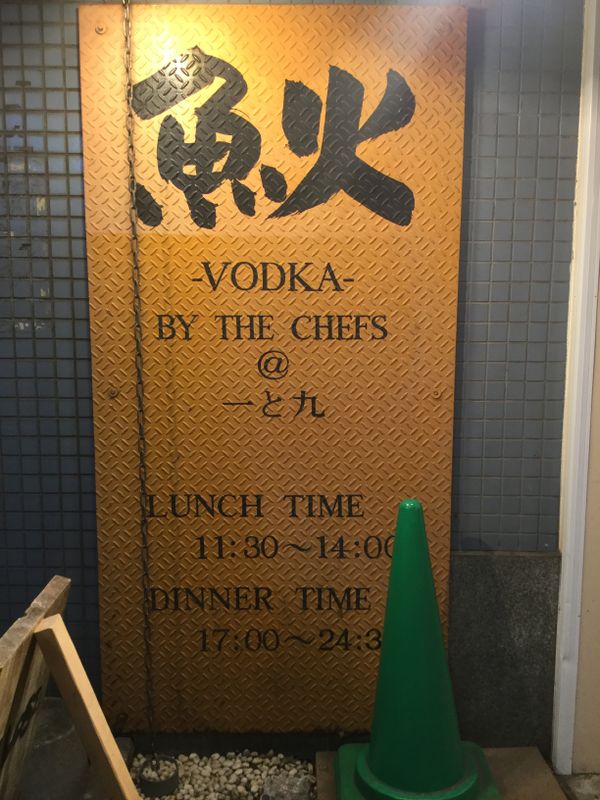 魚火
-VODKA-
BY THE CHEFS
@
一と九
LUNCH TIME
11:30～14:00
DINNER TIME
17:00～24:3